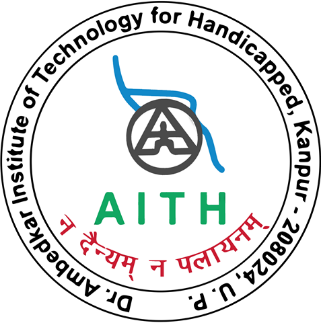 Dr. Ambedkar Institute of Technology for Handicapped, Kanpur - 208024, U. P.
AITH
न दैन्यम् न पलायनम्